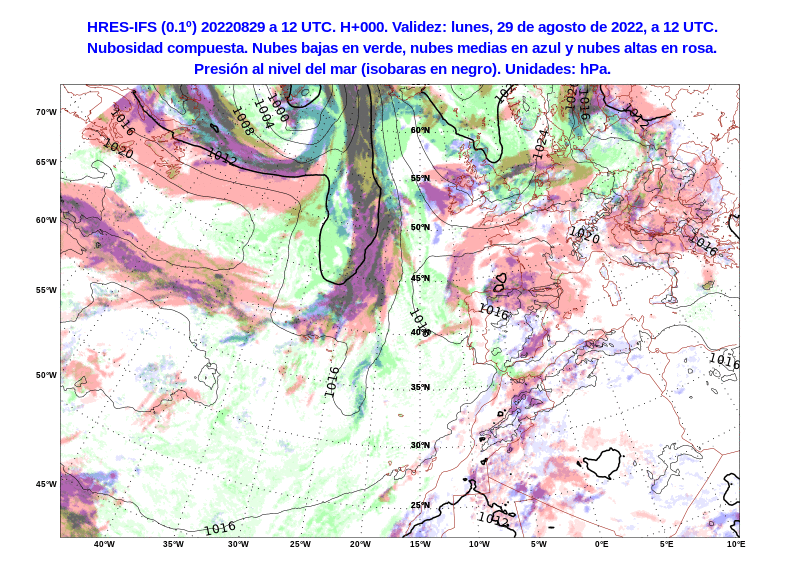 HRES-IFS (0.1º) 20220829 a 12 UTC. H+000. Validez: lunes, 29 de agosto de 2022, a 12 UTC.
Nubosidad compuesta. Nubes bajas en verde, nubes medias en azul y nubes altas en rosa.
Presión al nivel del mar (isobaras en negro). Unidades: hPa.
70°W
65°W
60°W
55°W
50°W
45°W
60°N
55°N
50°N
45°N
40°N
35°N
30°N
25°N
1016
1020
1012
1008
1004
1000
1024
1016
1012
1020
1016
1016
1016
1016
1016
1012
40°W
35°W
30°W
25°W
20°W
15°W
10°W
5°W
0°E
5°E
10°E